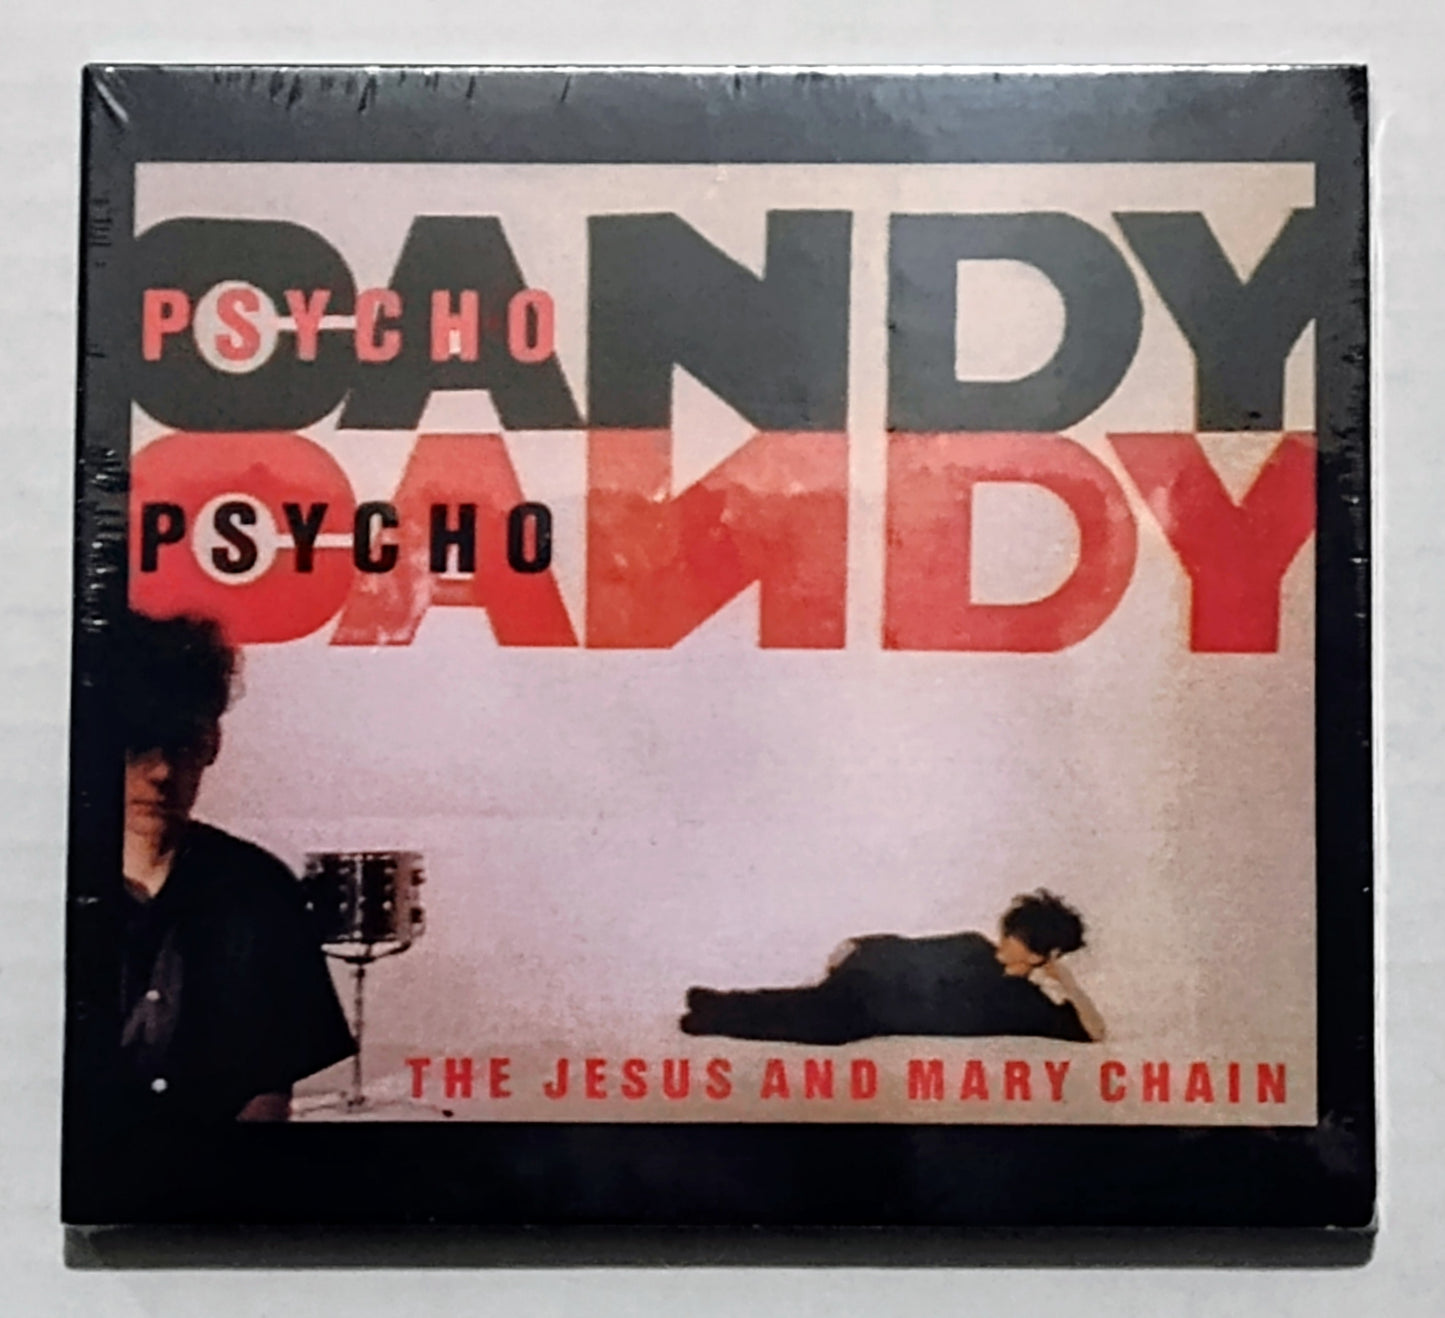 CANDY
PSYCHO
CANDY
PSYCHO
THE JESUS AND MARY CHAIN